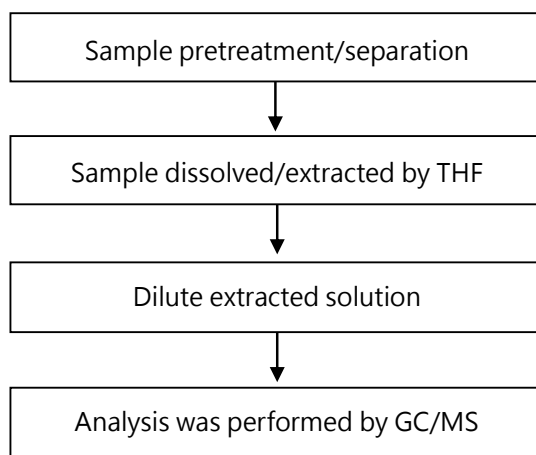 Sample pretreatment/separation
Sample dissolved/extracted by THF
Dilute extracted solution
Analysis was performed by GC/MS